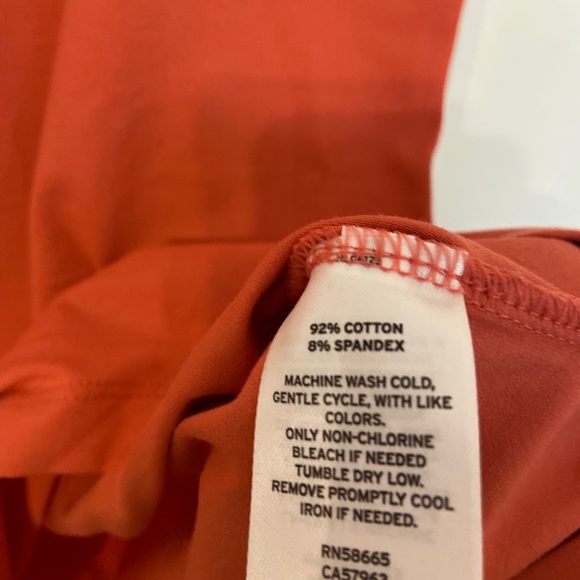 92% COTTON
8% SPANDEX
MACHINE WASH COLD,
GENTLE CYCLE, WITH LIKE
COLORS.
ONLY NON-CHLORINE
BLEACH IF NEEDED
TUMBLE DRY LOW.
REMOVE PROMPTLY COOL
IRON IF NEEDED.
RN58665
CA57963